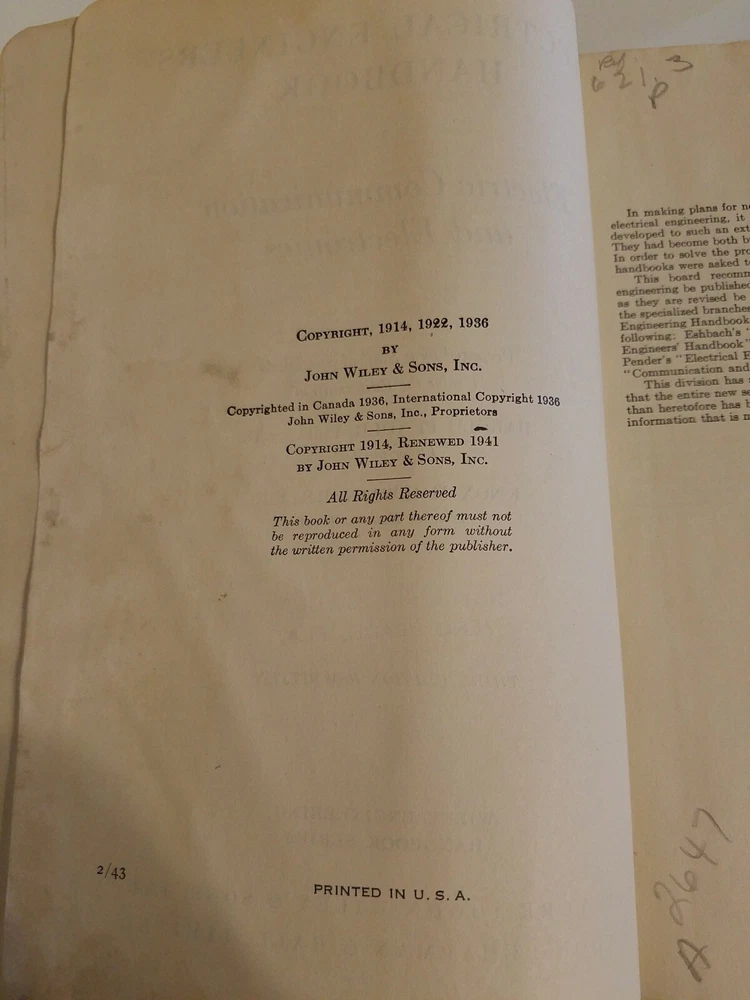 COPYRIGHT, 1914, 1922, 1936
BY
JOHN WILEY & SONS, INC.
Copyrighted in Canada 1936, International Copyright 1936
John Wiley & Sons, Inc., Proprietors
COPYRIGHT 1914, RENEWED 1941
BY JOHN WILEY & SONS, INC.
All Rights Reserved
This book or any part thereof must not
be reproduced in any form without
the written permission of the publisher.
2/43
PRINTED IN U. S. A.
621.3
P
In making plans for
electrical engineering, it
developed to such an
They had become both
In order to solve the
handbooks were asked
This board
engineering be
as they are revised be
the specialized
Engineering Handbook
following: Eshbach's "
Engineers' Handbook"
Pender's "Electrical
"Communication and
This division has
that the entire new
than heretofore has
information that is
2647